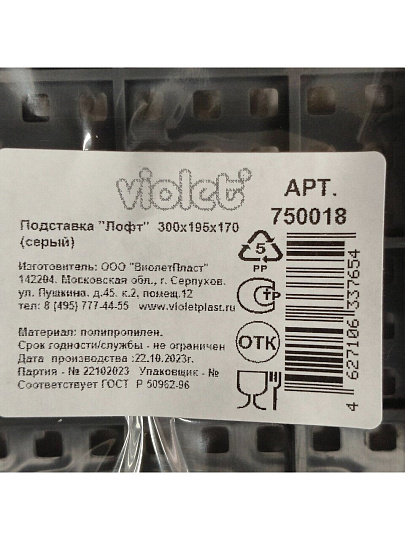 violet
АРТ.
750018
Подставка "Лофт" 300х195х170
(серый)
Изготовитель: ООО "ВиолетПласт"
142204. Московская обл., г. Серпухов.
ул. Пушкина. д.45. к.2, помещ.12
тел: 8 (495) 777-44-55 www.violetplast.ru
Материал: полипропилен.
Срок годности/службы - не ограничен
Дата производства :22.10.2023г.
Партия - № 22102023 Упаковщик - №
Соответствует ГОСТ Р 50962-96
5
PP
СТР
ОТК
4 627106 337654